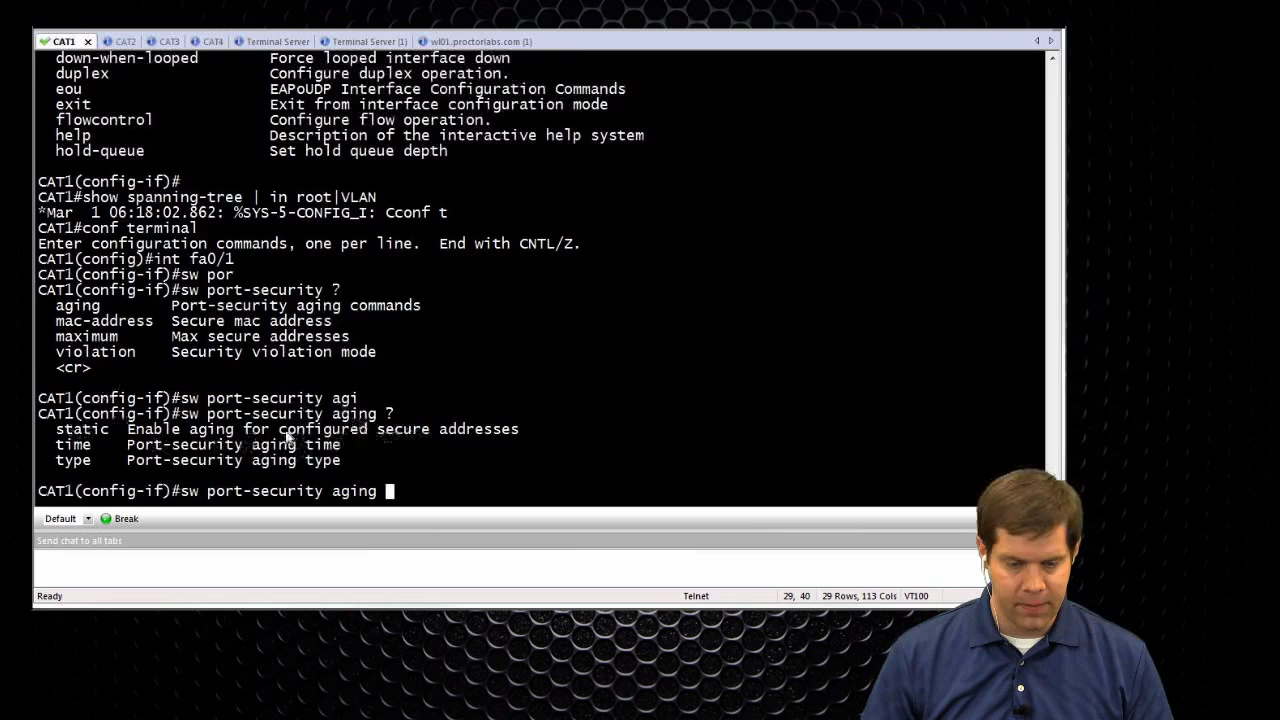 CAT1 x CAT2 CAT3 CAT4 Terminal Server Terminal Server (1) wl01.proctorlabs.com (1)
down-when-looped Force looped interface down
duplex Configure duplex operation.
eou EAPoUDP Interface Configuration Commands
exit Exit from interface configuration mode
flowcontrol Configure flow operation.
help Description of the interactive help system
hold-queue Set hold queue depth
CAT1(config-if)#
CAT1#show spanning-tree | in root|VLAN
*Mar 1 06:18:02.862: %SYS-5-CONFIG_I: Cconf t
CAT1#conf terminal
Enter configuration commands, one per line. End with CNTL/Z.
CAT1(config)#int fa0/1
CAT1(config-if)#sw por
CAT1(config-if)#sw port-security ?
aging Port-security aging commands
mac-address Secure mac address
maximum Max secure addresses
violation Security violation mode
<cr>
CAT1(config-if)#sw port-security agi
CAT1(config-if)#sw port-security aging ?
static Enable aging for configured secure addresses
time Port-security aging time
type Port-security aging type
CAT1(config-if)#sw port-security aging
Default Break
Send chat to all tabs
Ready Telnet 29, 40 29 Rows, 113 Cols VT100